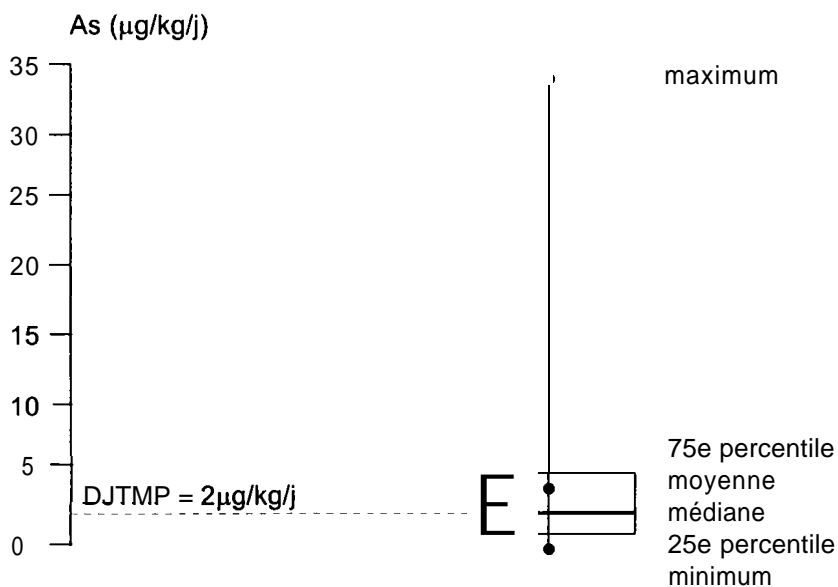 As (µg/kg/j)
35
maximum
30
25
20
15
10
75e percentile
5
moyenne
DJTMP = 2µg/kg/j
E
médiane
25e percentile
0
minimum